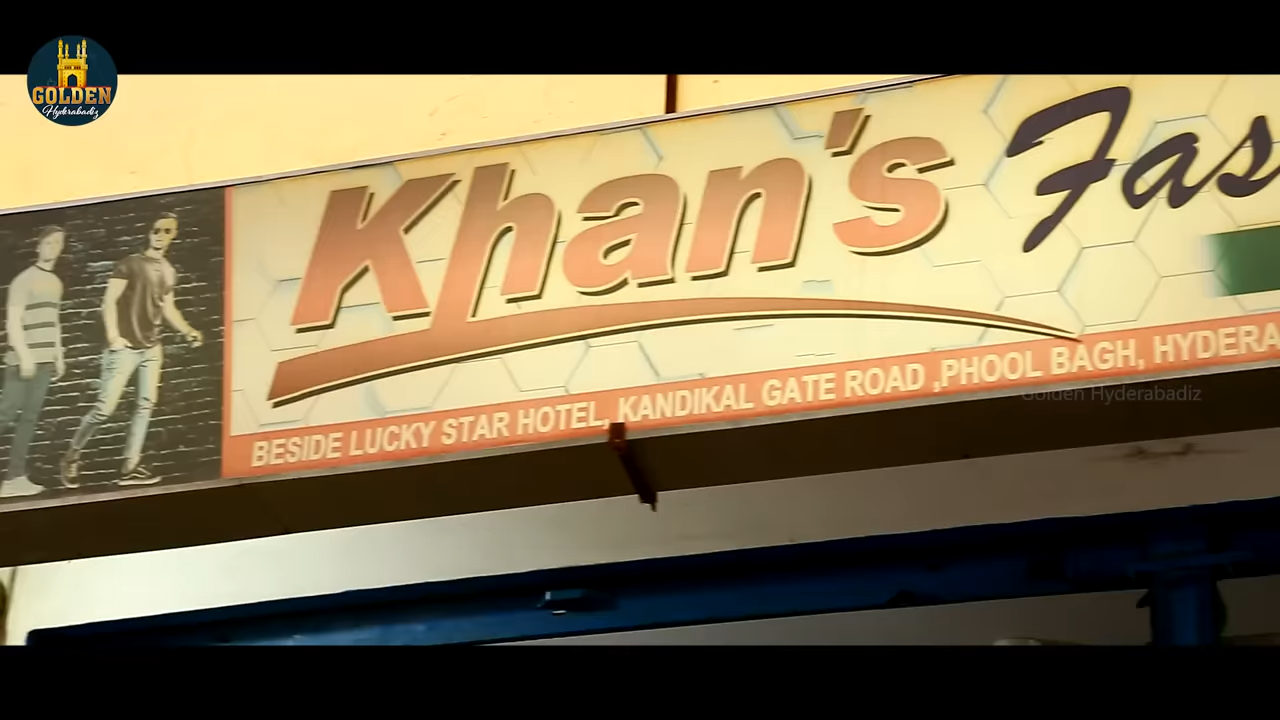 GOLDEN
Hyderabadiz
Khan's Fas
BESIDE LUCKY STAR HOTEL, KANDIKAL GATE ROAD ,PHOOL BAGH, HYDERA
Golden Hyderabadiz